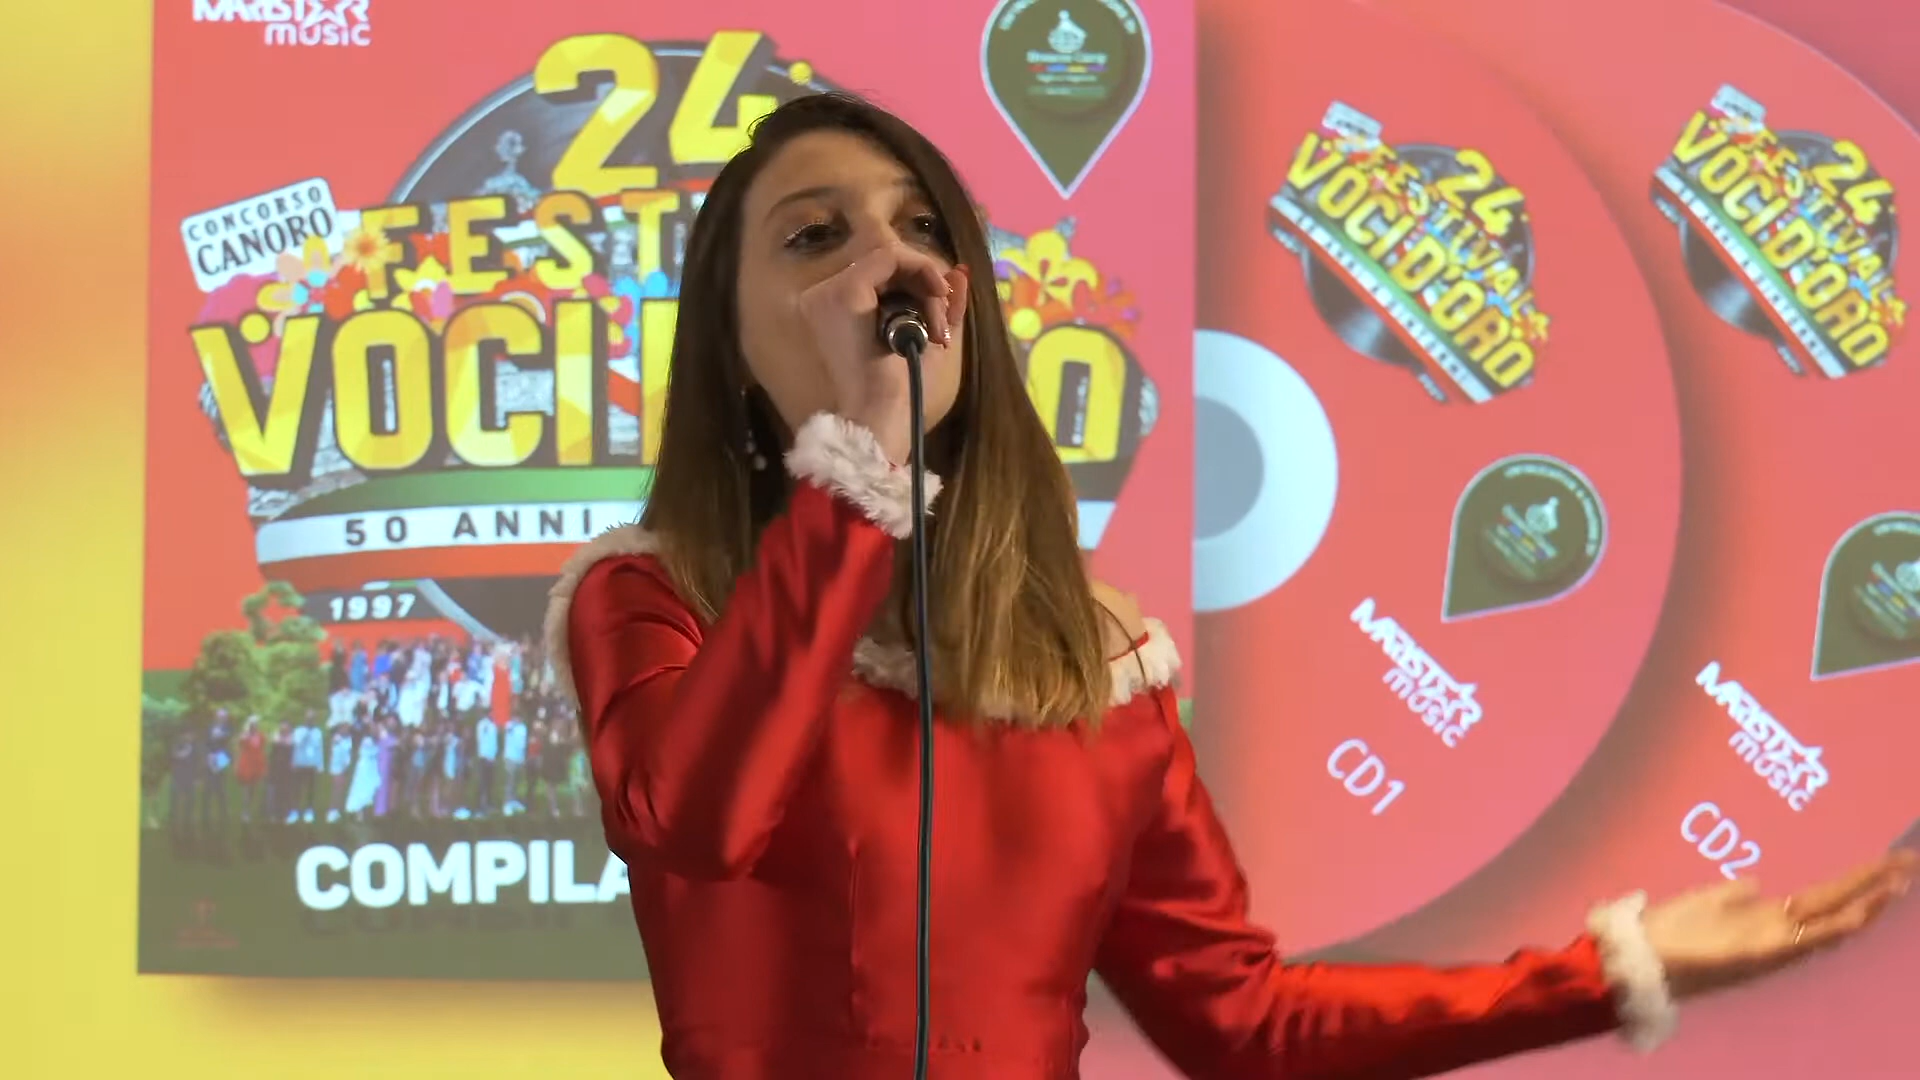 MARISTAR
music
24
CONCORSO
CANORO
FEST
VOCI
O
50 ANNI
1997
COMPILA
24
FESTIVAL
VOCI D'ORO
MARISTAR
music
CD1
24
FESTIVAL
VOCI D'ORO
MARISTAR
music
CD2